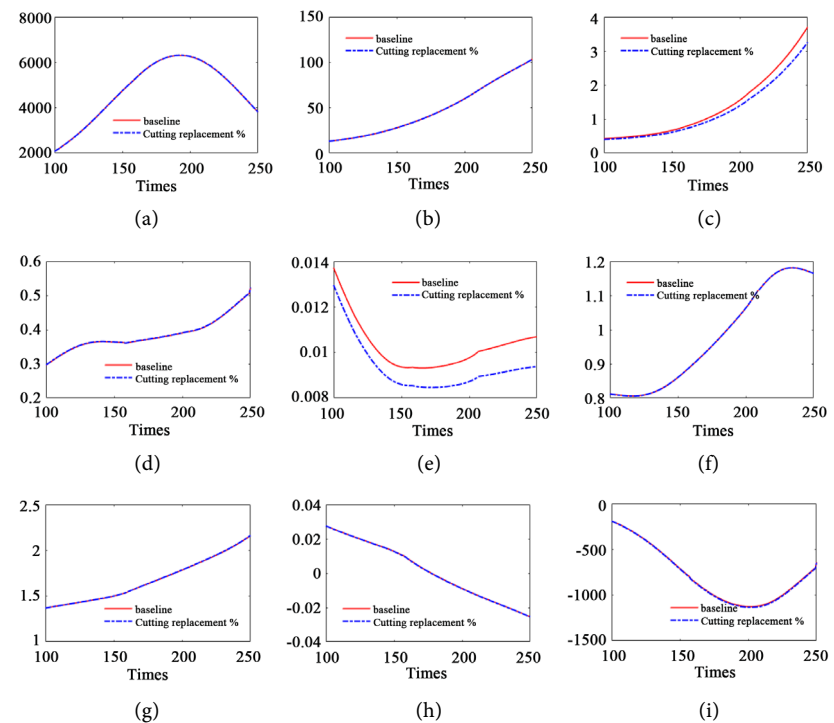 8000
6000
4000
2000
baseline
Cutting replacement %
100 150 200 250
Times
(a)
150
100
50
0
baseline
Cutting replacement %
100 150 200 250
Times
(b)
4
3
2
1
0
baseline
Cutting replacement %
100 150 200 250
Times
(c)
0.6
0.5
0.4
0.3
0.2
baseline
Cutting replacement %
100 150 200 250
Times
(d)
0.014
0.012
0.01
0.008
baseline
Cutting replacement %
100 150 200 250
Times
(e)
1.2
1.1
1
0.9
0.8
baseline
Cutting replacement %
100 150 200 250
Times
(f)
2.5
2
1.5
1
baseline
Cutting replacement %
100 150 200 250
Times
(g)
0.04
0.02
0
-0.02
-0.04
baseline
Cutting replacement %
100 150 200 250
Times
(h)
0
-500
-1000
-1500
baseline
Cutting replacement %
100 150 200 250
Times
(i)